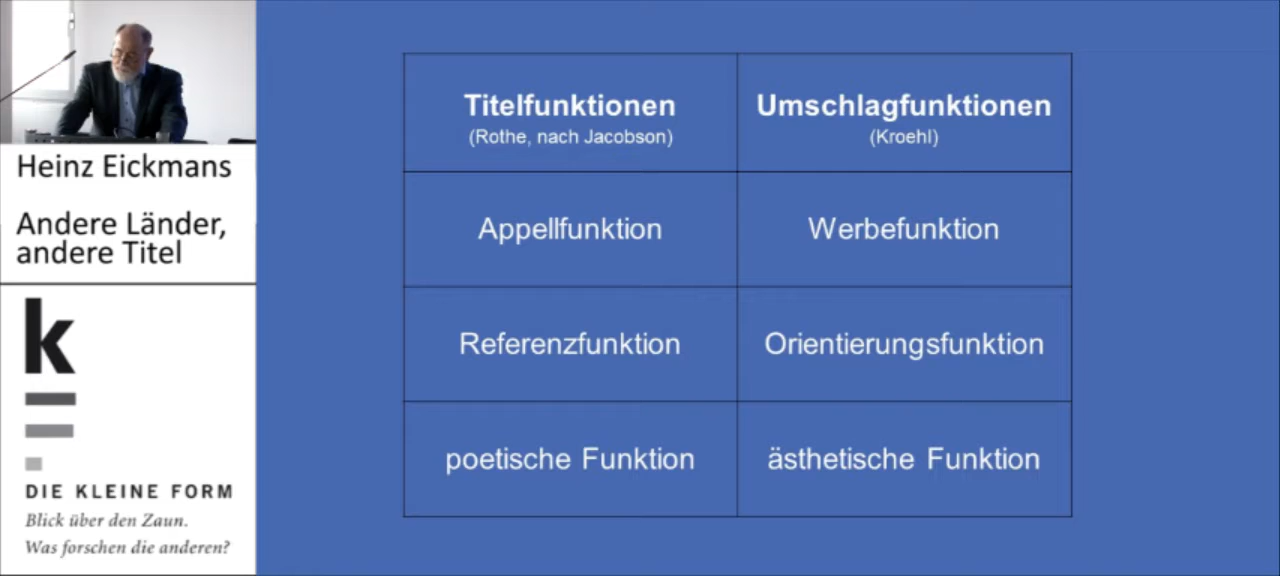 Heinz Eickmans
Andere Länder,
andere Titel
k
DIE KLEINE FORM
Blick über den Zaun.
Was forschen die anderen?
Titelfunktionen
(Rothe, nach Jacobson)
Umschlagfunktionen
(Kroehl)
Appellfunktion
Werbefunktion
Referenzfunktion
Orientierungsfunktion
poetische Funktion
ästhetische Funktion